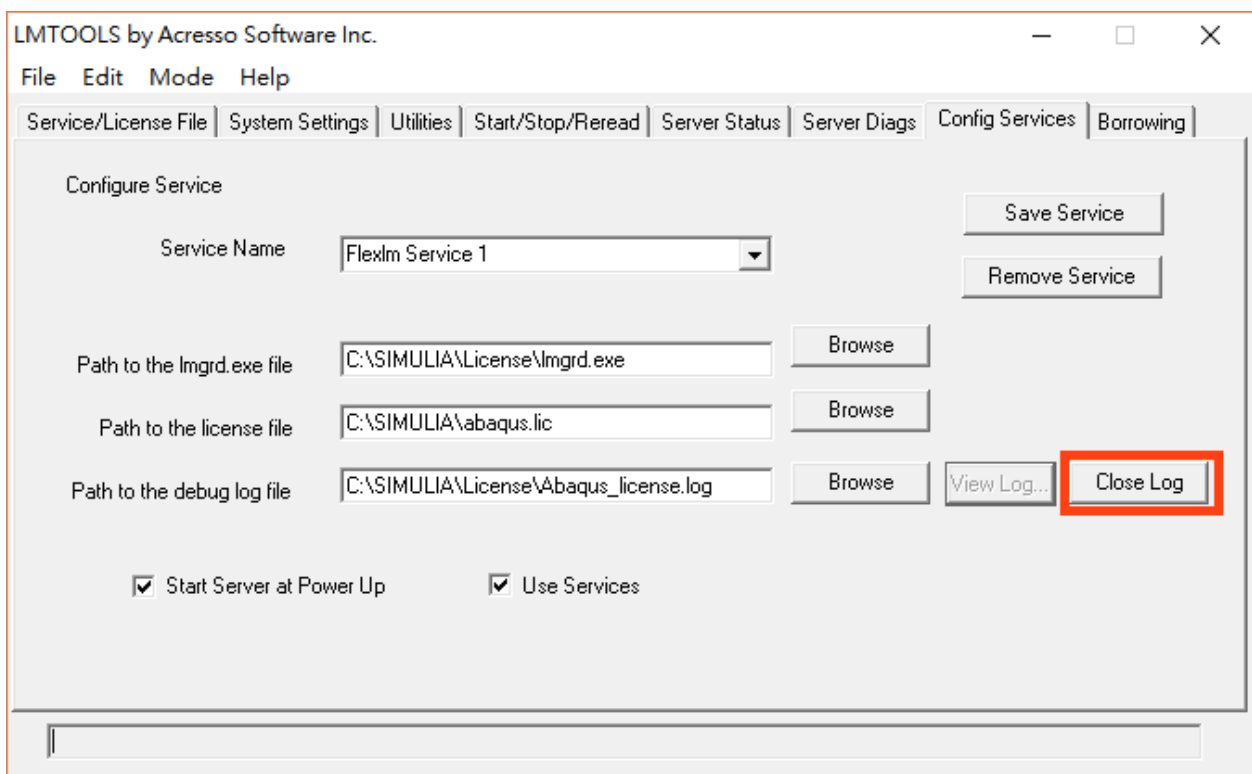 LMTOOLS by Acresso Software Inc.
File Edit Mode Help
Service/License File System Settings Utilities Start/Stop/Reread Server Status Server Diags Config Services Borrowing
Configure Service
Save Service
Service Name Flexlm Service 1
Remove Service
Path to the lmgrd.exe file C:\SIMULIA\License\lmgrd.exe Browse
Path to the license file C:\SIMULIA\abaqus.lic Browse
Path to the debug log file C:\SIMULIA\License\Abaqus_license.log Browse View Log... Close Log
Start Server at Power Up Use Services